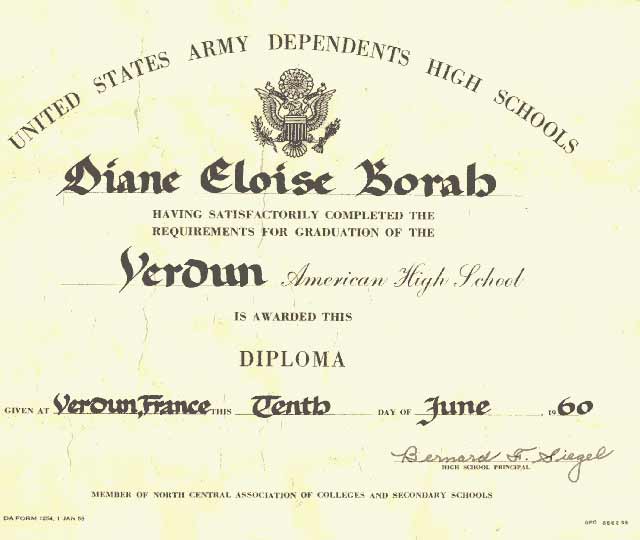 UNITED STATES ARMY DEPENDENTS HIGH SCHOOLS
Diane Eloise Borah
HAVING SATISFACTORILY COMPLETED THE
REQUIREMENTS FOR GRADUATION OF THE
Verdun American High School
IS AWARDED THIS
DIPLOMA
GIVEN AT Verdun, France THIS Tenth DAY OF June 1960
Bernard F. Siegel
HIGH SCHOOL PRINCIPAL
MEMBER OF NORTH CENTRAL ASSOCIATION OF COLLEGES AND SECONDARY SCHOOLS
DA FORM 1254, 1 JAN 58
GPO